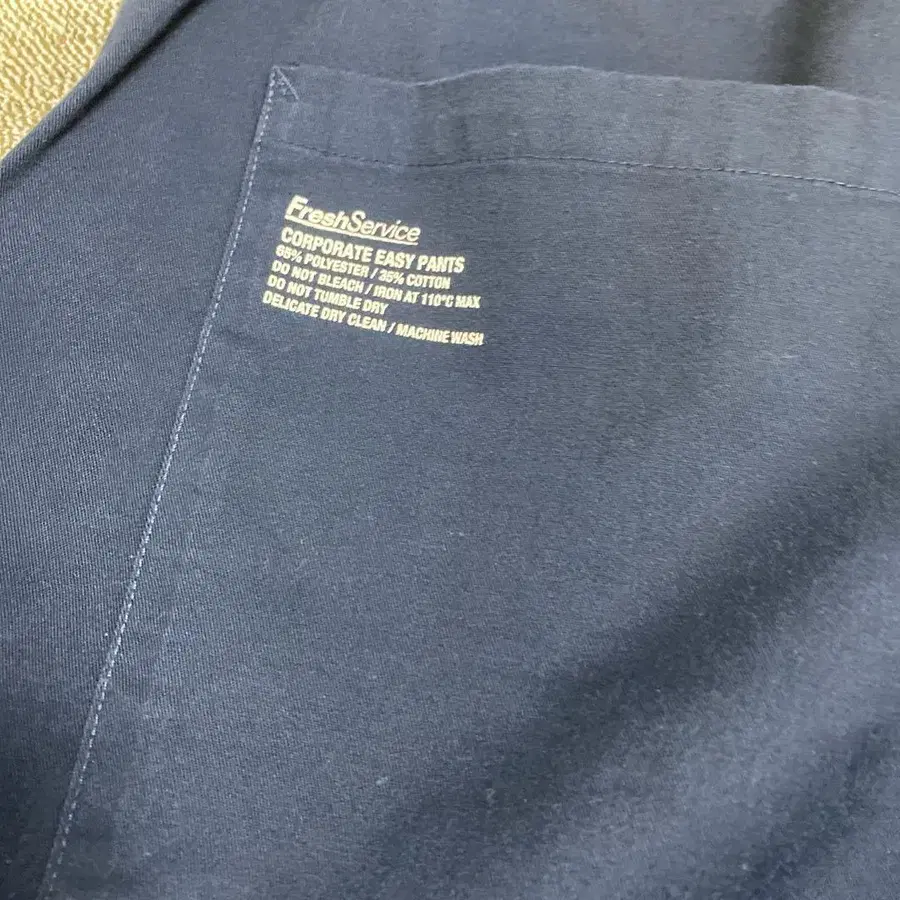 FreshService
CORPORATE EASY PANTS
65% POLYESTER / 35% COTTON
DO NOT BLEACH / IRON AT 110°C MAX
DO NOT TUMBLE DRY
DELICATE DRY CLEAN / MACHINE WASH